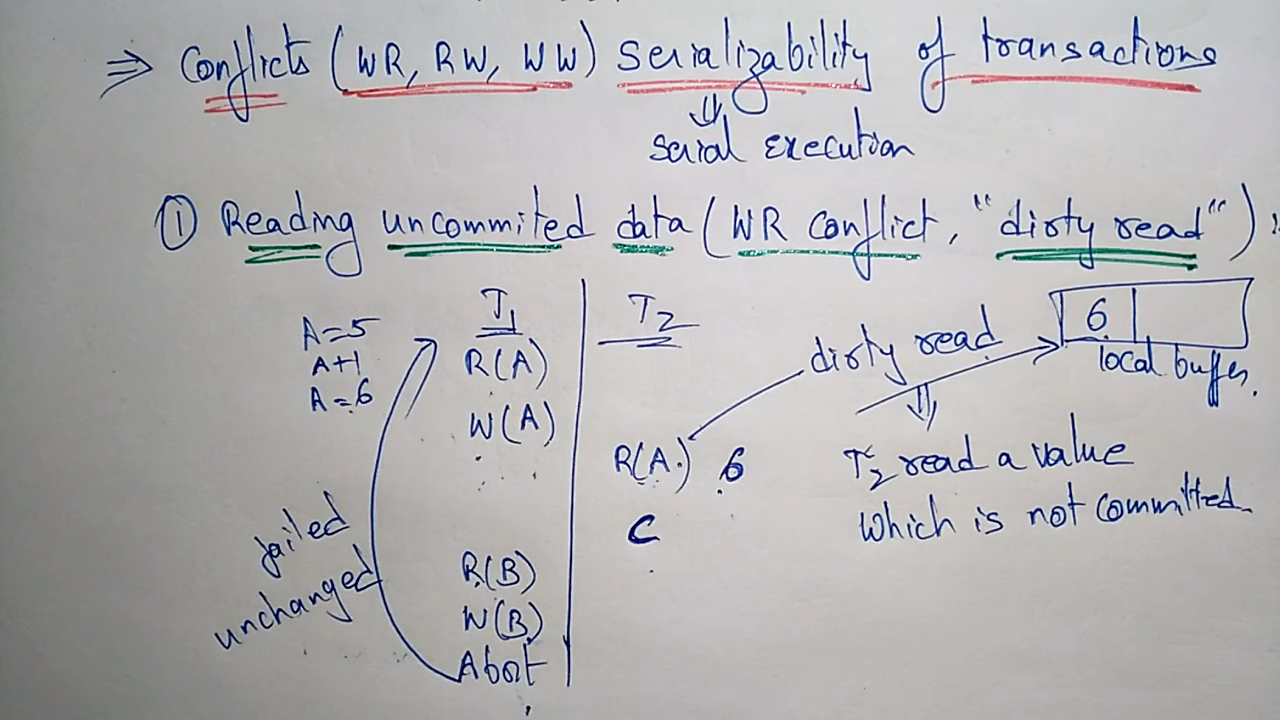 ⇒ Conflicts (WR, RW, WW) serializability of transactions
⇓
serial execution
① Reading uncommited data (WR conflict, "dirty read"):
T1 T2
A=5
A+1
A=6
R(A)
W(A)
R(A) 6
C
R(B)
W(B)
Abort
failed
unchanged
dirty read
6
local buffer.
⇓
T2 read a value
which is not committed.